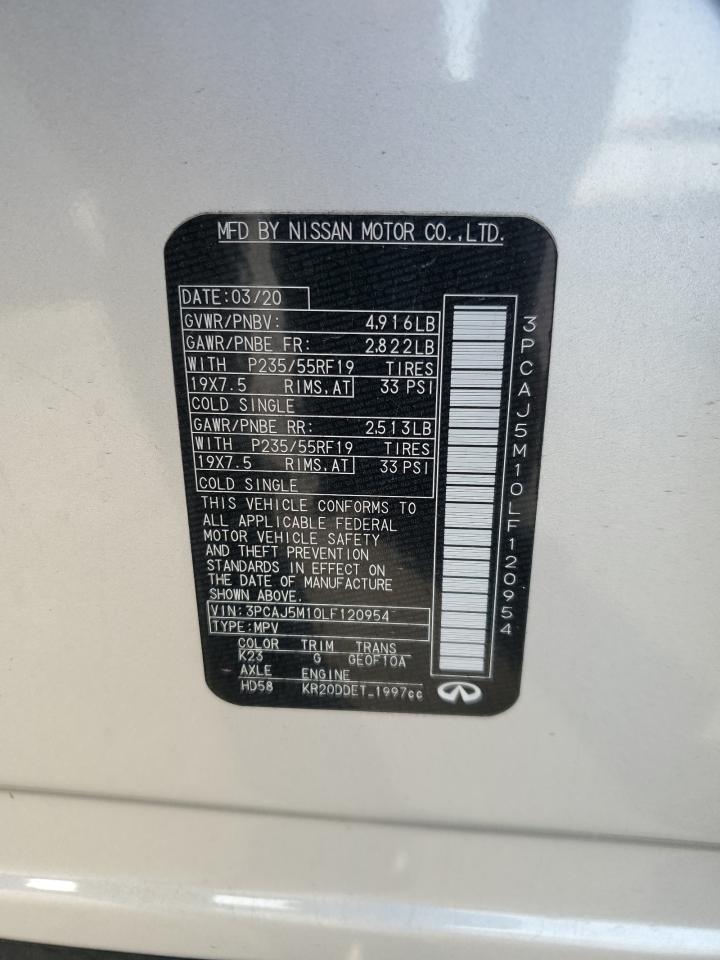 MFD BY NISSAN MOTOR CO.,LTD.
DATE:03/20
GVWR/PNBV: 4,916LB
GAWR/PNBE FR: 2,822LB
WITH P235/55RF19 TIRES
19X7.5 RIMS,AT 33 PSI
COLD SINGLE
GAWR/PNBE RR: 2,513LB
WITH P235/55RF19 TIRES
19X7.5 RIMS,AT 33 PSI
COLD SINGLE
THIS VEHICLE CONFORMS TO
ALL APPLICABLE FEDERAL
MOTOR VEHICLE SAFETY
AND THEFT PREVENTION
STANDARDS IN EFFECT ON
THE DATE OF MANUFACTURE
SHOWN ABOVE.
VIN:3PCAJ5M10LF120954
TYPE:MPV
COLOR TRIM TRANS
K23 G GE0F10A
AXLE ENGINE
HD58 KR20DDET_1997cc
3PCAJ5M10LF120954